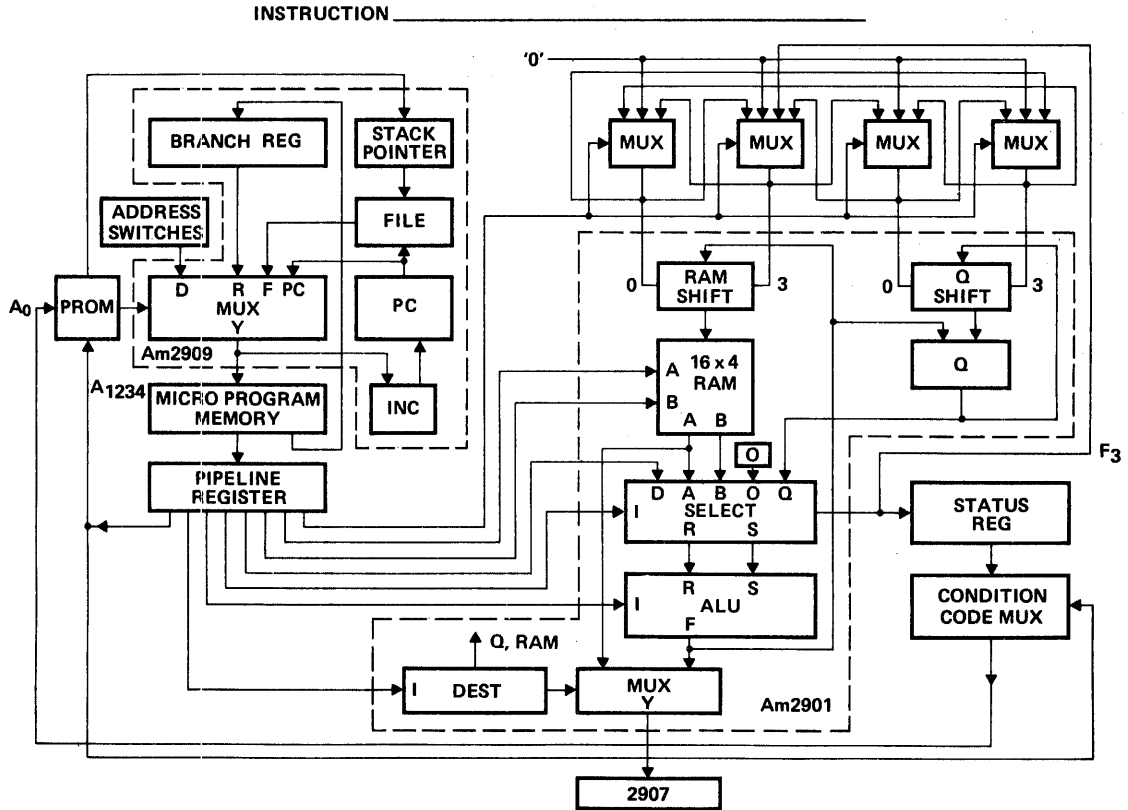 INSTRUCTION
'0'
MUX MUX MUX MUX
BRANCH REG
STACK
POINTER
ADDRESS
SWITCHES
FILE
D R F PC
MUX
Y
PC
A0
PROM
Am2909
INC
A1234
MICRO PROGRAM
MEMORY
PIPELINE
REGISTER
0 RAM
SHIFT 3
0 Q
SHIFT 3
A
B
16 x 4
RAM
A B
Q
O
F3
D A B O Q
I SELECT
R S
STATUS
REG
R S
I ALU
F
CONDITION
CODE MUX
Q, RAM
I DEST
MUX
Y
Am2901
2907